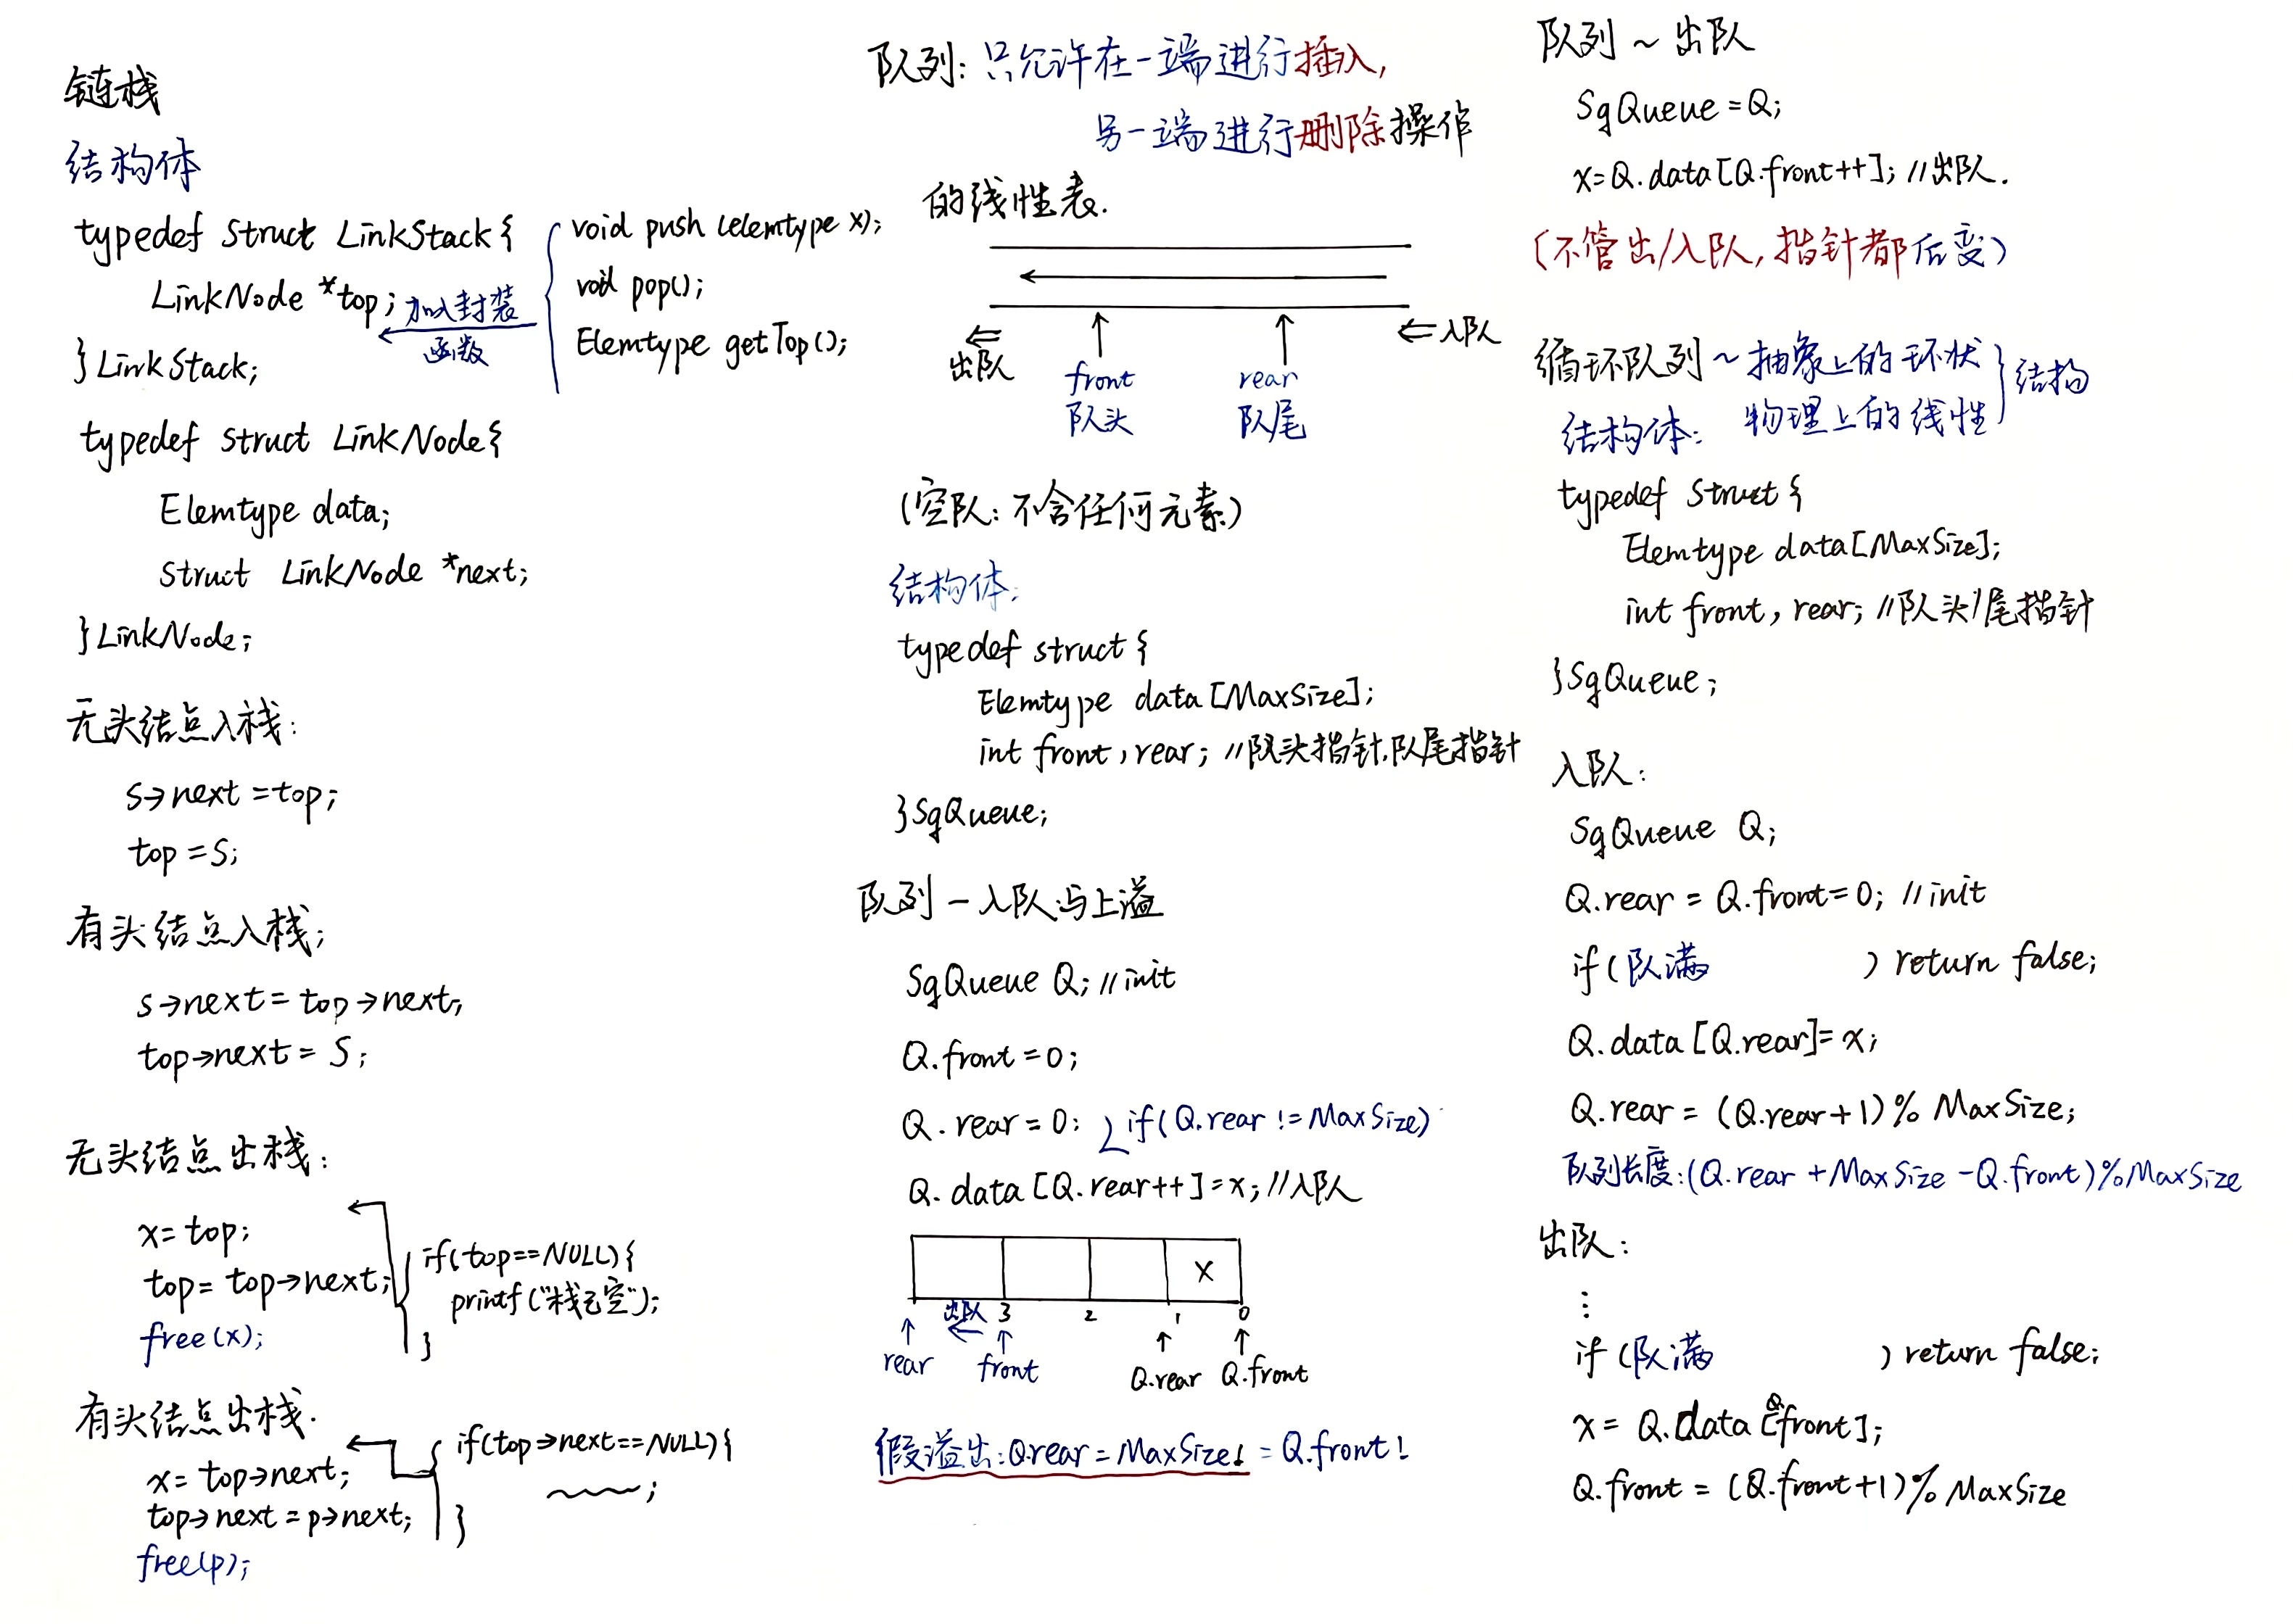 链栈
结构体
typedef struct LinkStack{
LinkNode *top;
}LinkStack;
加入封装
函数
void push (elemtype x);
void pop();
Elemtype getTop();
typedef struct LinkNode{
Elemtype data;
struct LinkNode *next;
}LinkNode;
无头结点入栈:
s→next=top;
top=S;
有头结点入栈;
s→next=top→next;
top→next=S;
无头结点出栈:
x=top;
top=top→next;
free(x);
if(top==NULL){
printf("栈已空");
}
有头结点出栈.
x=top→next;
top→next=p→next;
free(p);
if(top→next==NULL){
;
}
队列:只允许在一端进行插入,
另一端进行删除操作
的线性表.
⇐
出队
front
队头
rear
队尾
⇐入队
(空队:不含任何元素)
结构体:
typedef struct{
Elemtype data[MaxSize];
int front,rear; //队头指针,队尾指针
}SgQueue;
队列-入队与上溢
SgQueue Q; //init
Q.front=0;
Q.rear=0; if(Q.rear != MaxSize)
Q.data[Q.rear++]=x; //入队
x
出队 3 2 1 0
rear front Q.rear Q.front
假溢出:Q.rear=MaxSize! = Q.front!
队列~出队
SgQueue=Q;
x=Q.data[Q.front++]; //出队.
(不管出/入队,指针都后变)
循环队列~抽象上的环状
物理上的线性
结构
结构体:
typedef struct{
Elemtype data[MaxSize];
int front, rear; //队头/尾指针
}SgQueue;
入队:
SgQueue Q;
Q.rear = Q.front=0; //init
if(队满 ) return false;
Q.data[Q.rear]=x;
Q.rear = (Q.rear+1)% MaxSize;
队列长度:(Q.rear+MaxSize-Q.front)%MaxSize
出队:
⋮
if (队满 ) return false;
x = Q.data[Q.front];
Q.front = (Q.front+1)% MaxSize